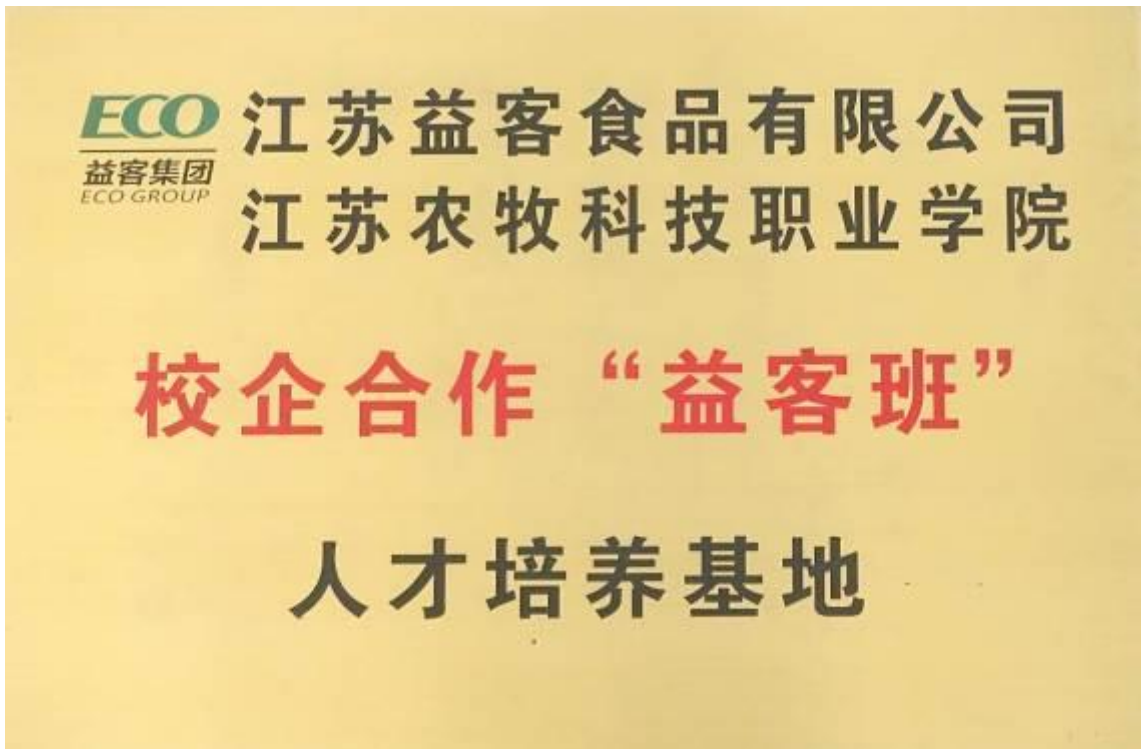 ECO
益客集团
ECO GROUP
江苏益客食品有限公司
江苏农牧科技职业学院
校企合作“益客班”
人才培养基地